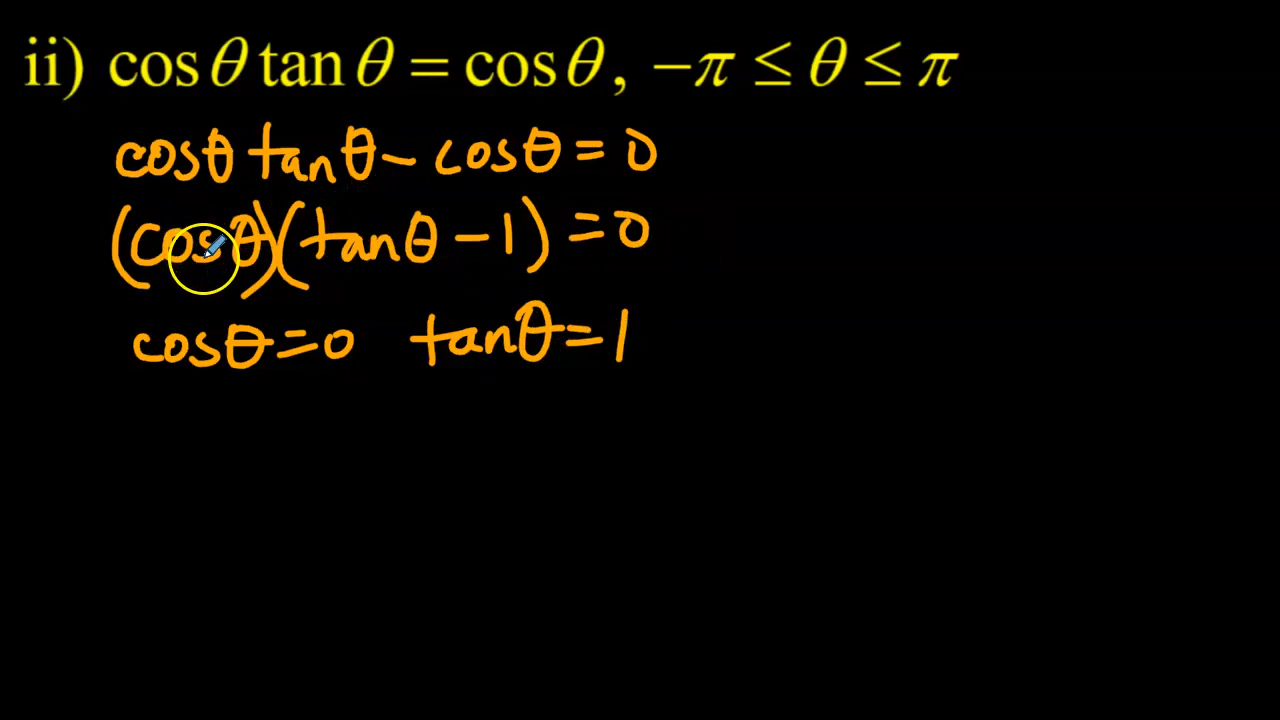 ii) cos θ tan θ = cos θ, −π ≤ θ ≤ π
cosθ tanθ − cosθ = 0
(cosθ)(tanθ − 1) = 0
cosθ = 0 tanθ = 1